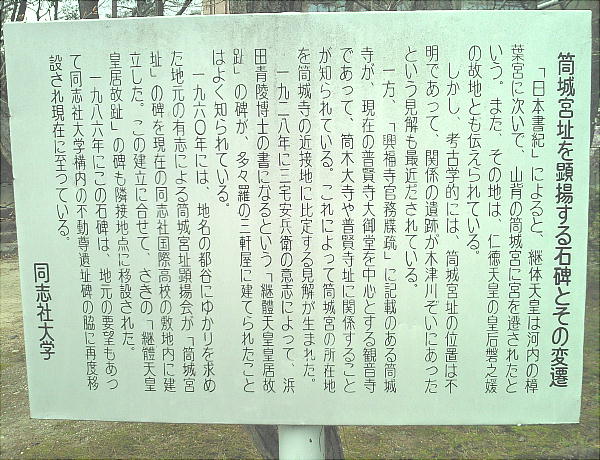 筒城宮址を顕揚する石碑とその変遷
「日本書紀」によると、継体天皇は河内の樟
葉宮に次いで、山背の筒城宮に宮を遷されたと
いう。また、その地は、仁徳天皇の皇后磐之媛
の故地とも伝えられている。
しかし、考古学的には、筒城宮址の位置は不
明であって、関係の遺跡が木津川ぞいにあった
という見解も最近だされている。
一方、「興福寺官務牒疏」に記載のある筒城
寺が、現在の普賢寺大御堂を中心とする観音寺
であって、筒木大寺や普賢寺址に関係すること
が知られている。これによって筒城宮の所在地
を筒城寺の近接地に比定する見解が生まれた。
一九二八年に三宅安兵衛の意志によって、浜
田青陵博士の書になるという「継體天皇皇居故
趾」の碑が、多々羅の三軒屋に建てられたこと
はよく知られている。
一九六〇年には、地名の都谷にゆかりを求め
た地元の有志による筒城宮址顕揚会が「筒城宮
址」の碑を現在の同志社国際高校の敷地内に建
立した。この建立に合せて、さきの「継體天皇
皇居故趾」の碑も隣接地点に移設された。
一九八六年にこの石碑は、地元の要望もあっ
て同志社大学構内の不動尊遺址碑の脇に再度移
設され現在に至っている。
同志社大学